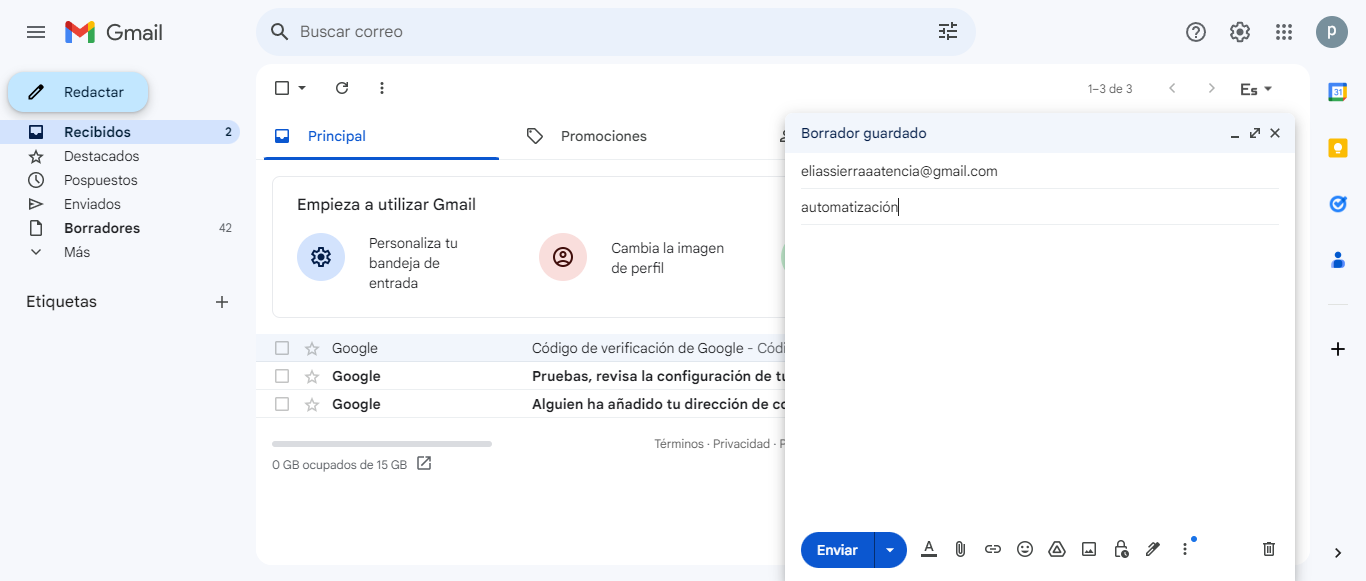 Gmail
Buscar correo
p
Redactar
Recibidos 2
Destacados
Pospuestos
Enviados
Borradores 42
Más
Etiquetas
1–3 de 3
Es
Principal
Promociones
Empieza a utilizar Gmail
Personaliza tu
bandeja de
entrada
Cambia la imagen
de perfil
Google Código de verificación de Google - Códi
Google Pruebas, revisa la configuración de tu
Google Alguien ha añadido tu dirección de co
Términos · Privacidad · P
0 GB ocupados de 15 GB
Borrador guardado
eliassierraaatencia@gmail.com
automatización
Enviar
A
31